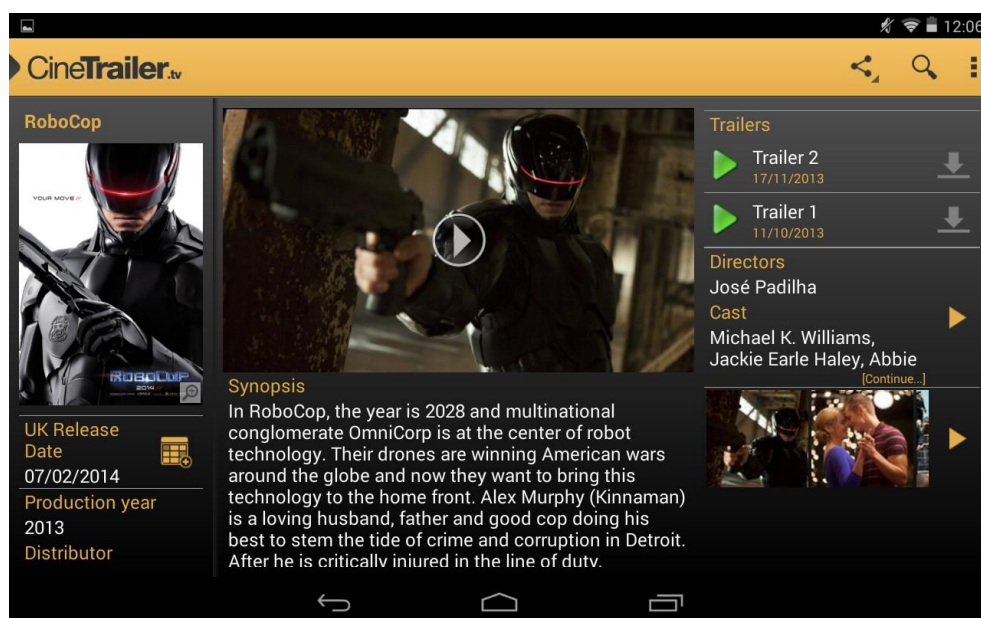 12:06
CineTrailer.tv
RoboCop
YOUR MOVE
ROBOCOP
2014
UK Release
Date
07/02/2014
Production year
2013
Distributor
Synopsis
In RoboCop, the year is 2028 and multinational
conglomerate OmniCorp is at the center of robot
technology. Their drones are winning American wars
around the globe and now they want to bring this
technology to the home front. Alex Murphy (Kinnaman)
is a loving husband, father and good cop doing his
best to stem the tide of crime and corruption in Detroit.
After he is critically injured in the line of duty,
Trailers
Trailer 2
17/11/2013
Trailer 1
11/10/2013
Directors
José Padilha
Cast
Michael K. Williams,
Jackie Earle Haley, Abbie
[Continue...]